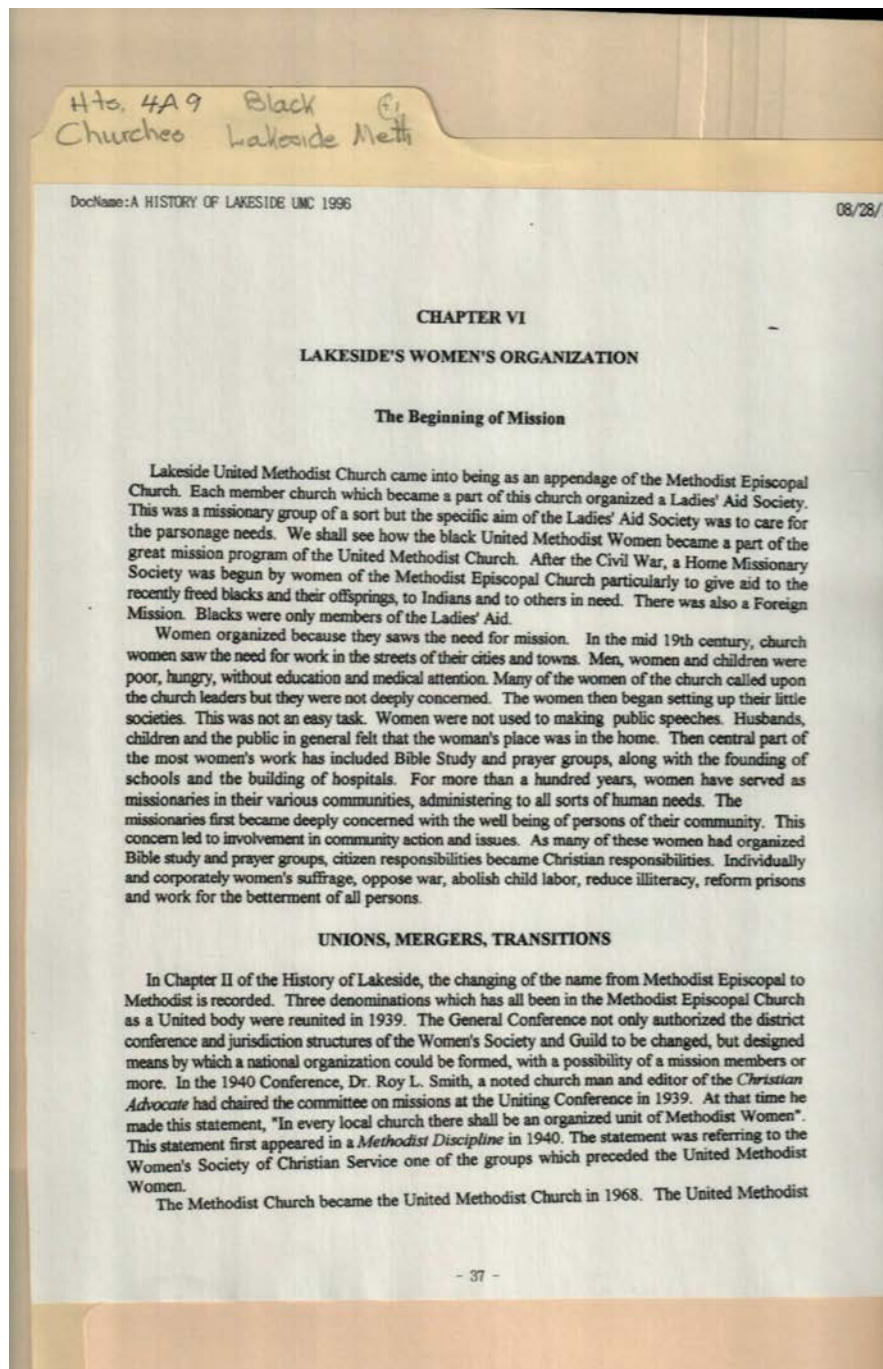 Hts. 4A9 Black
Churches Lakeside Meth
DocName:A HISTORY OF LAKESIDE UMC 1996
08/28/
CHAPTER VI
LAKESIDE'S WOMEN'S ORGANIZATION
The Beginning of Mission
Lakeside United Methodist Church came into being as an appendage of the Methodist Episcopal
Church. Each member church which became a part of this church organized a Ladies' Aid Society.
This was a missionary group of a sort but the specific aim of the Ladies' Aid Society was to care for
the parsonage needs. We shall see how the black United Methodist Women became a part of the
great mission program of the United Methodist Church. After the Civil War, a Home Missionary
Society was begun by women of the Methodist Episcopal Church particularly to give aid to the
recently freed blacks and their offsprings, to Indians and to others in need. There was also a Foreign
Mission. Blacks were only members of the Ladies' Aid.
Women organized because they saws the need for mission. In the mid 19th century, church
women saw the need for work in the streets of their cities and towns. Men, women and children were
poor, hungry, without education and medical attention. Many of the women of the church called upon
the church leaders but they were not deeply concerned. The women then began setting up their little
societies. This was not an easy task. Women were not used to making public speeches. Husbands,
children and the public in general felt that the woman's place was in the home. Then central part of
the most women's work has included Bible Study and prayer groups, along with the founding of
schools and the building of hospitals. For more than a hundred years, women have served as
missionaries in their various communities, administering to all sorts of human needs. The
missionaries first became deeply concerned with the well being of persons of their community. This
concern led to involvement in community action and issues. As many of these women had organized
Bible study and prayer groups, citizen responsibilities became Christian responsibilities. Individually
and corporately women's suffrage, oppose war, abolish child labor, reduce illiteracy, reform prisons
and work for the betterment of all persons.
UNIONS, MERGERS, TRANSITIONS
In Chapter II of the History of Lakeside, the changing of the name from Methodist Episcopal to
Methodist is recorded. Three denominations which has all been in the Methodist Episcopal Church
as a United body were reunited in 1939. The General Conference not only authorized the district
conference and jurisdiction structures of the Women's Society and Guild to be changed, but designed
means by which a national organization could be formed, with a possibility of a mission members or
more. In the 1940 Conference, Dr. Roy L. Smith, a noted church man and editor of the Christian
Advocate had chaired the committee on missions at the Uniting Conference in 1939. At that time he
made this statement, "In every local church there shall be an organized unit of Methodist Women".
This statement first appeared in a Methodist Discipline in 1940. The statement was referring to the
Women's Society of Christian Service one of the groups which preceded the United Methodist
Women.
The Methodist Church became the United Methodist Church in 1968. The United Methodist
- 37 -